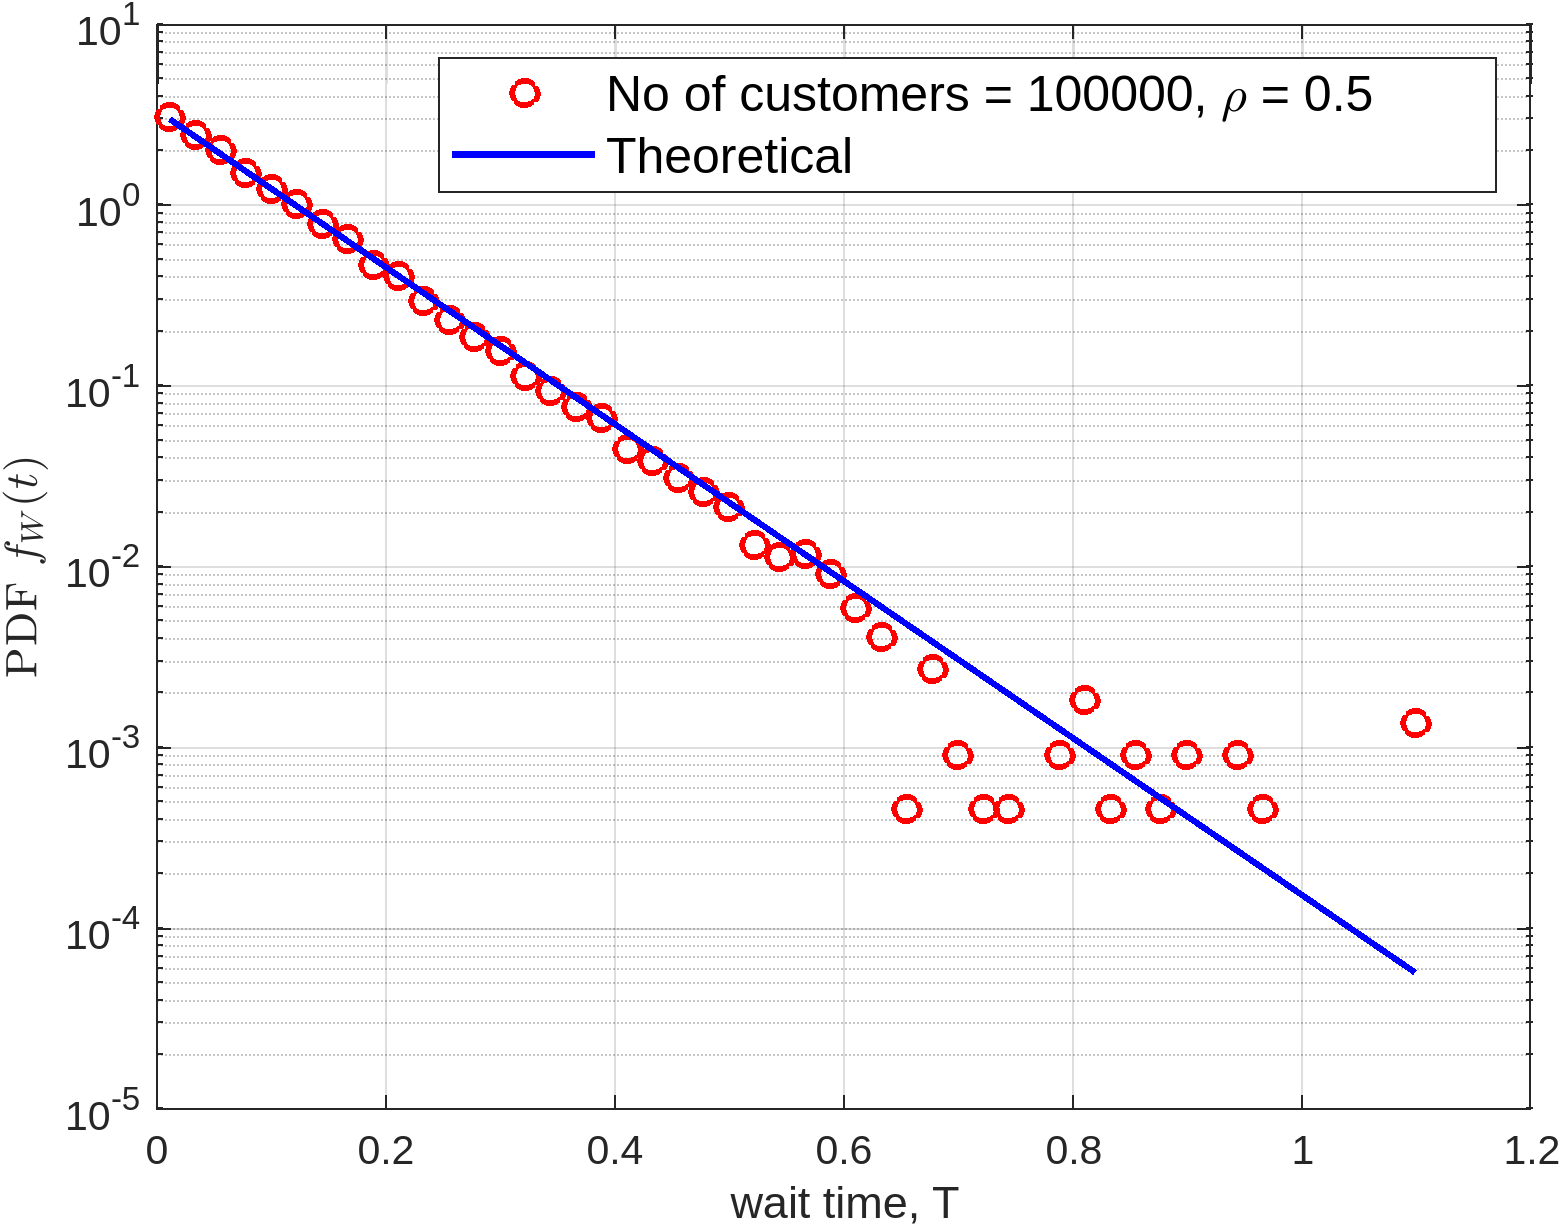 No of customers = 100000, ρ = 0.5
Theoretical
10^1
10^0
10^-1
10^-2
10^-3
10^-4
10^-5
PDF f_W(t)
0 0.2 0.4 0.6 0.8 1 1.2
wait time, T